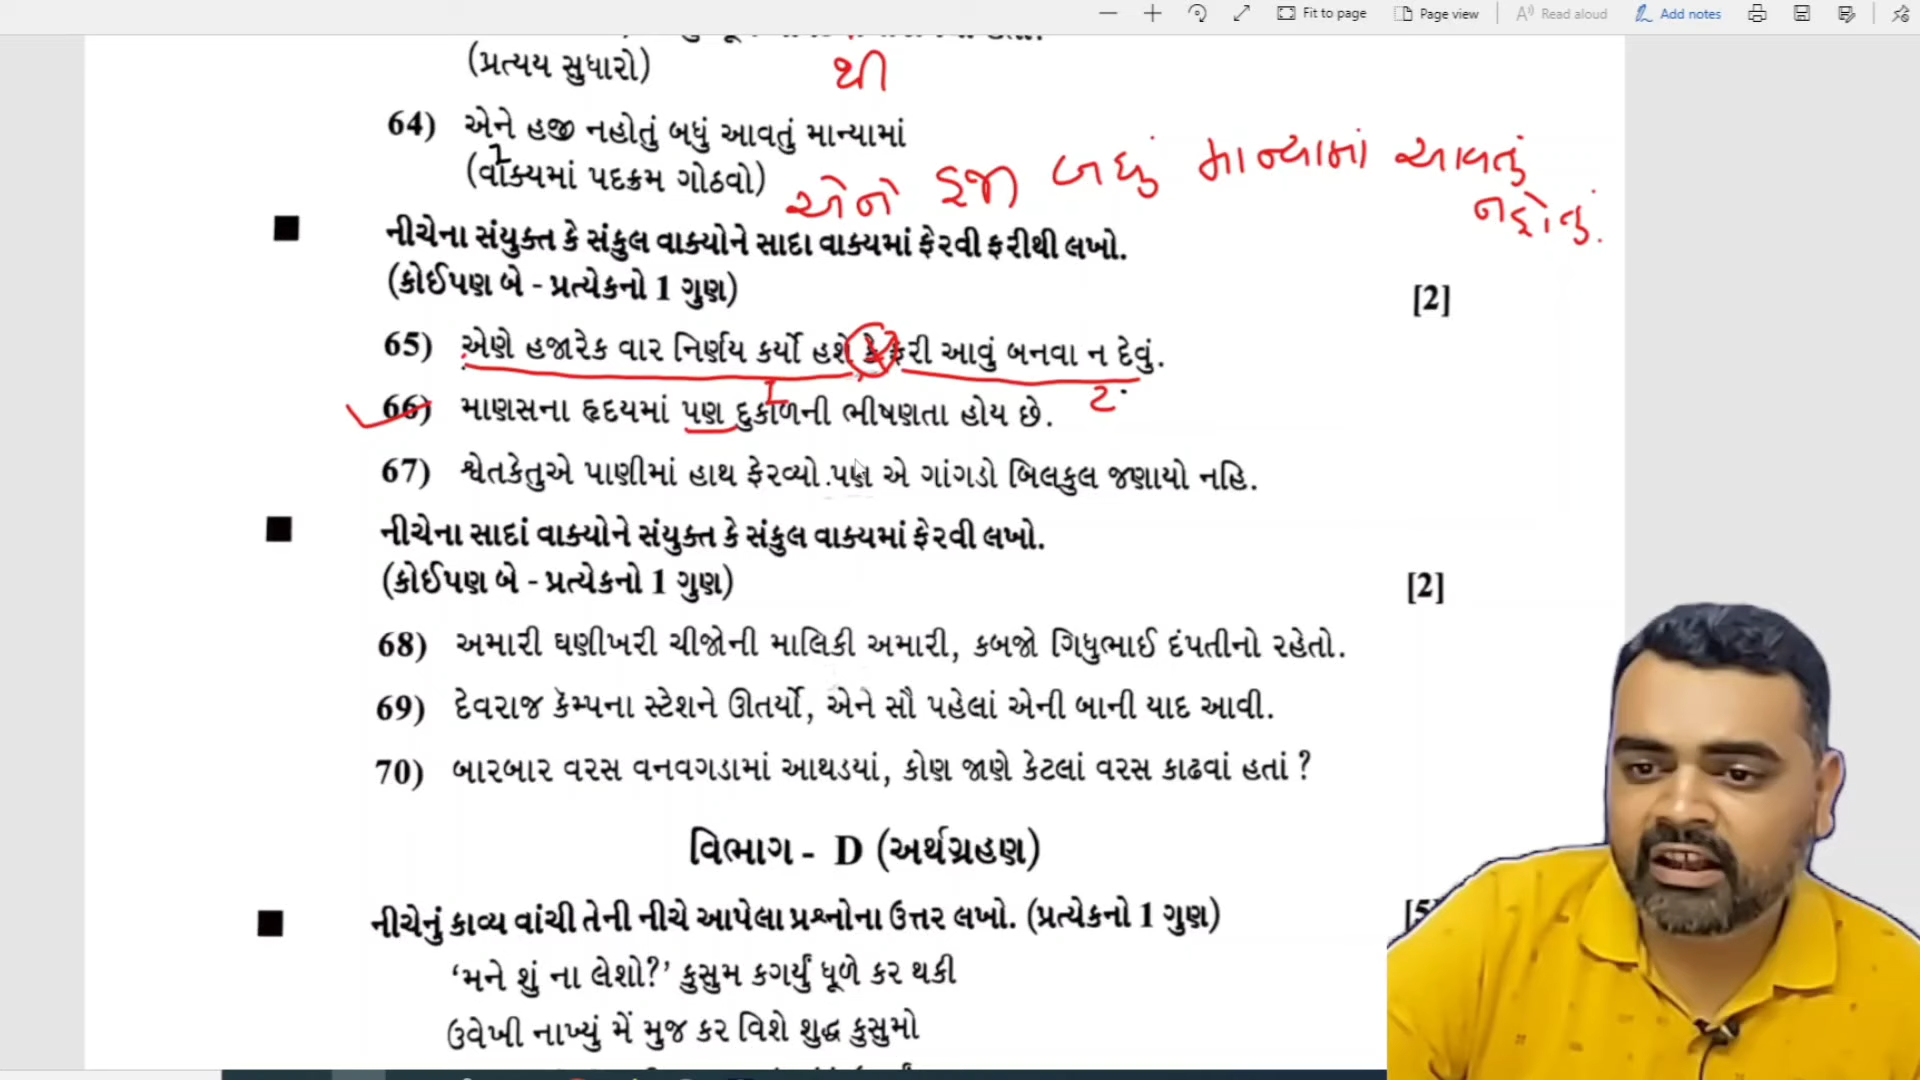 Fit to page
Page view
Read aloud
Add notes
(પ્રત્યય સુધારો)
થી
64) એને હજી નહોતું બધું આવતું માન્યામાં
(વાક્યમાં પદક્રમ ગોઠવો)
એને હજી બધું માન્યામાં આવતું
નહોતું.
નીચેના સંયુક્ત કે સંકુલ વાક્યોને સાદા વાક્યમાં ફેરવી ફરીથી લખો.
(કોઈપણ બે - પ્રત્યેકનો 1 ગુણ)
[2]
65) એણે હજારેક વાર નિર્ણય કર્યો હશે કે ફરી આવું બનવા ન દેવું.
1
2
66) માણસના હૃદયમાં પણ દુકાળની ભીષણતા હોય છે.
67) શ્વેતકેતુએ પાણીમાં હાથ ફેરવ્યો.પણ એ ગાંગડો બિલકુલ જણાયો નહિ.
નીચેના સાદાં વાક્યોને સંયુક્ત કે સંકુલ વાક્યમાં ફેરવી લખો.
(કોઈપણ બે - પ્રત્યેકનો 1 ગુણ)
[2]
68) અમારી ઘણીખરી ચીજોની માલિકી અમારી, કબજો ગિધુભાઈ દંપતીનો રહેતો.
69) દેવરાજ કૅમ્પના સ્ટેશને ઊતર્યો, એને સૌ પહેલાં એની બાની યાદ આવી.
70) બારબાર વરસ વનવગડામાં આથડયાં, કોણ જાણે કેટલાં વરસ કાઢવાં હતાં ?
વિભાગ - D (અર્થગ્રહણ)
નીચેનું કાવ્ય વાંચી તેની નીચે આપેલા પ્રશ્નોના ઉત્તર લખો. (પ્રત્યેકનો 1 ગુણ)
[5
‘મને શું ના લેશો?’ કુસુમ કગર્યું ધૂળે કર થકી
ઉવેખી નાખ્યું મેં મુજ કર વિશે શુદ્ધ કુસુમો